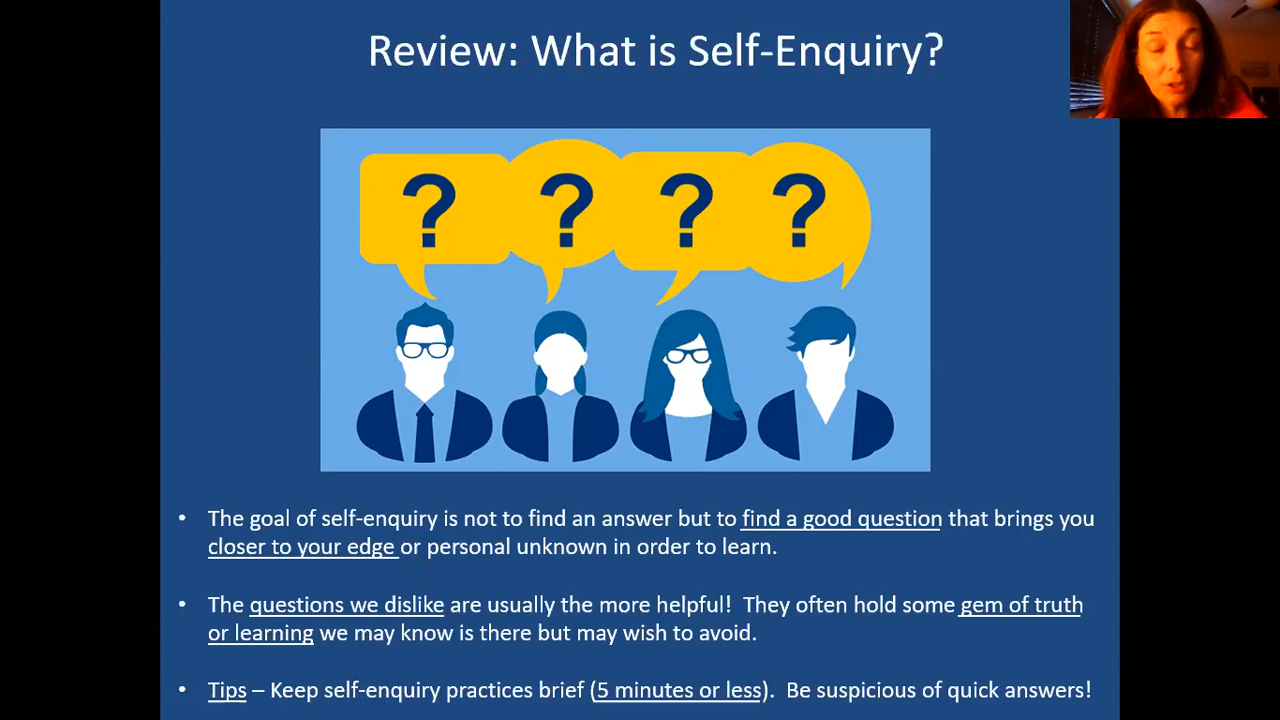 Review: What is Self-Enquiry?
? ? ? ?
• The goal of self-enquiry is not to find an answer but to find a good question that brings you
closer to your edge or personal unknown in order to learn.
• The questions we dislike are usually the more helpful! They often hold some gem of truth
or learning we may know is there but may wish to avoid.
• Tips – Keep self-enquiry practices brief (5 minutes or less). Be suspicious of quick answers!